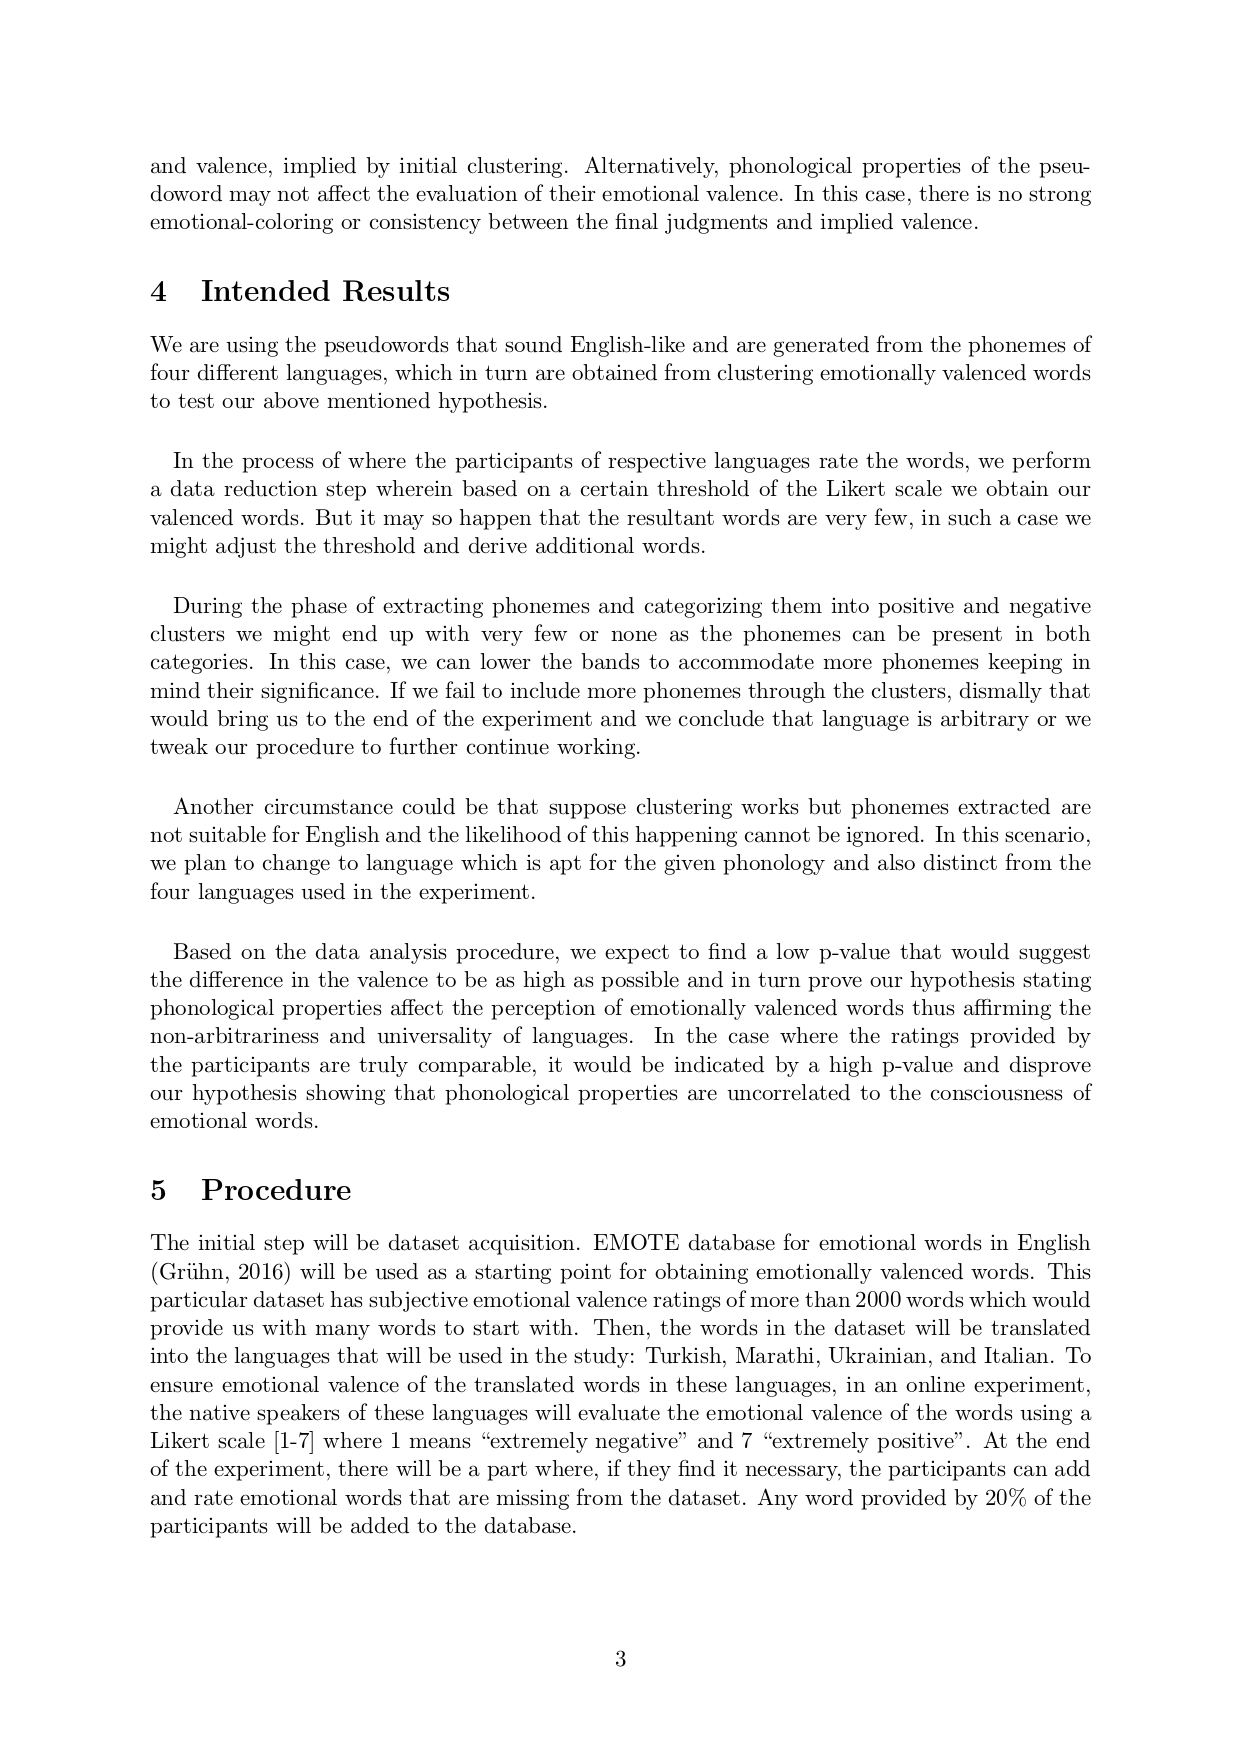 and valence, implied by initial clustering. Alternatively, phonological properties of the pseu-
doword may not affect the evaluation of their emotional valence. In this case, there is no strong
emotional-coloring or consistency between the final judgments and implied valence.
4 Intended Results
We are using the pseudowords that sound English-like and are generated from the phonemes of
four different languages, which in turn are obtained from clustering emotionally valenced words
to test our above mentioned hypothesis.
In the process of where the participants of respective languages rate the words, we perform
a data reduction step wherein based on a certain threshold of the Likert scale we obtain our
valenced words. But it may so happen that the resultant words are very few, in such a case we
might adjust the threshold and derive additional words.
During the phase of extracting phonemes and categorizing them into positive and negative
clusters we might end up with very few or none as the phonemes can be present in both
categories. In this case, we can lower the bands to accommodate more phonemes keeping in
mind their significance. If we fail to include more phonemes through the clusters, dismally that
would bring us to the end of the experiment and we conclude that language is arbitrary or we
tweak our procedure to further continue working.
Another circumstance could be that suppose clustering works but phonemes extracted are
not suitable for English and the likelihood of this happening cannot be ignored. In this scenario,
we plan to change to language which is apt for the given phonology and also distinct from the
four languages used in the experiment.
Based on the data analysis procedure, we expect to find a low p-value that would suggest
the difference in the valence to be as high as possible and in turn prove our hypothesis stating
phonological properties affect the perception of emotionally valenced words thus affirming the
non-arbitrariness and universality of languages. In the case where the ratings provided by
the participants are truly comparable, it would be indicated by a high p-value and disprove
our hypothesis showing that phonological properties are uncorrelated to the consciousness of
emotional words.
5 Procedure
The initial step will be dataset acquisition. EMOTE database for emotional words in English
(Grühn, 2016) will be used as a starting point for obtaining emotionally valenced words. This
particular dataset has subjective emotional valence ratings of more than 2000 words which would
provide us with many words to start with. Then, the words in the dataset will be translated
into the languages that will be used in the study: Turkish, Marathi, Ukrainian, and Italian. To
ensure emotional valence of the translated words in these languages, in an online experiment,
the native speakers of these languages will evaluate the emotional valence of the words using a
Likert scale [1-7] where 1 means “extremely negative” and 7 “extremely positive”. At the end
of the experiment, there will be a part where, if they find it necessary, the participants can add
and rate emotional words that are missing from the dataset. Any word provided by 20% of the
participants will be added to the database.
3